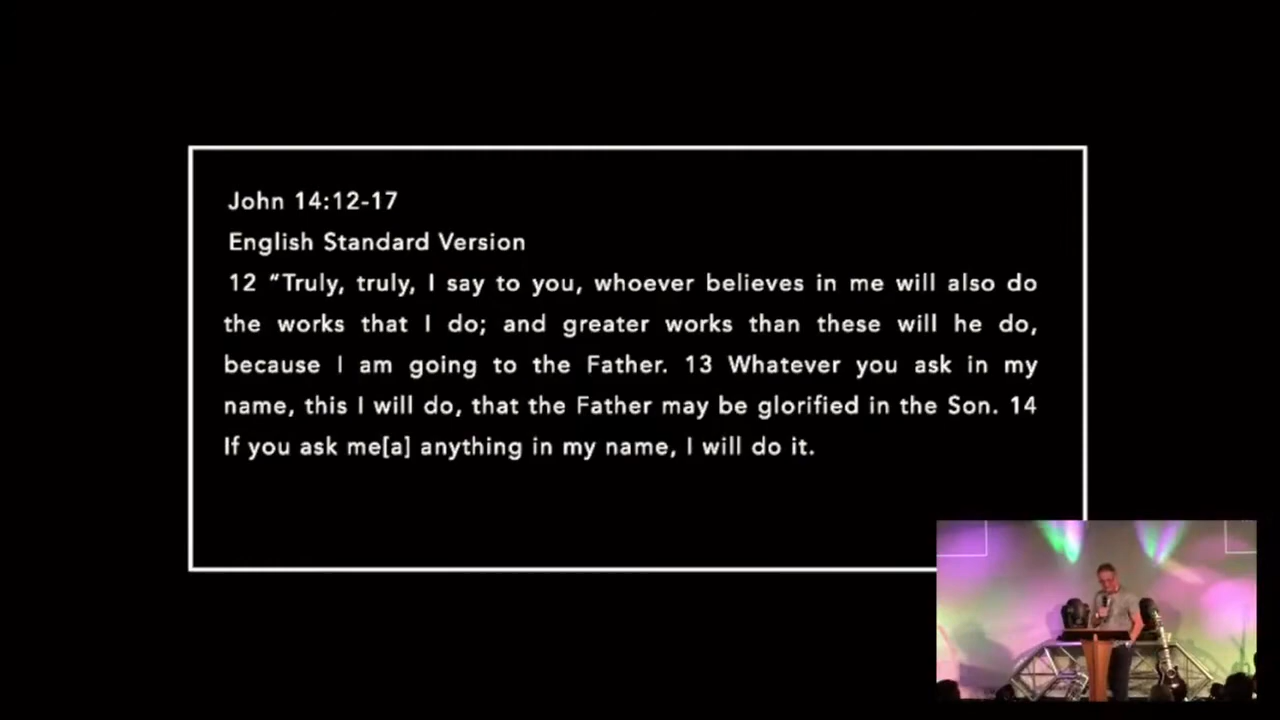 John 14:12-17
English Standard Version
12 “Truly, truly, I say to you, whoever believes in me will also do
the works that I do; and greater works than these will he do,
because I am going to the Father. 13 Whatever you ask in my
name, this I will do, that the Father may be glorified in the Son. 14
If you ask me[a] anything in my name, I will do it.